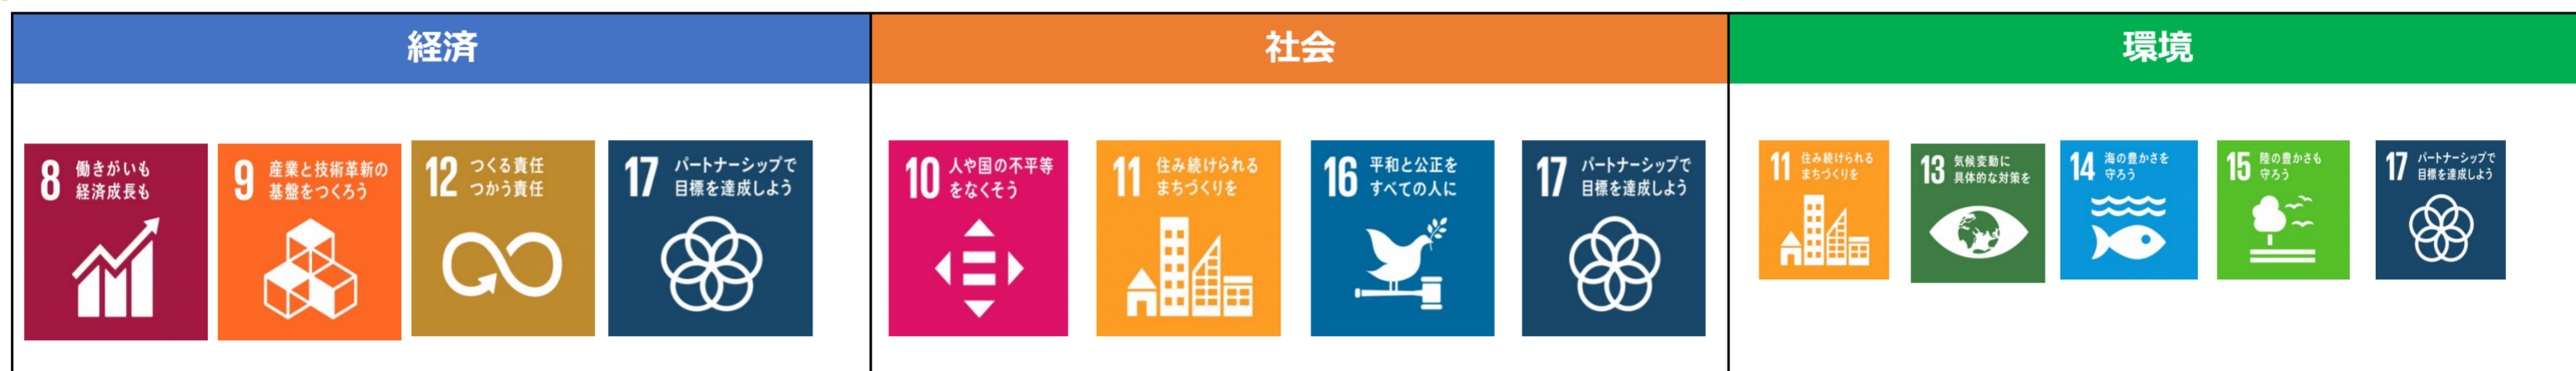 経済
社会
環境
8 働きがいも
経済成長も
9 産業と技術革新の
基盤をつくろう
12 つくる責任
つかう責任
17 パートナーシップで
目標を達成しよう
10 人や国の不平等
をなくそう
11 住み続けられる
まちづくりを
16 平和と公正を
すべての人に
17 パートナーシップで
目標を達成しよう
11 住み続けられる
まちづくりを
13 気候変動に
具体的な対策を
14 海の豊かさを
守ろう
15 陸の豊かさも
守ろう
17 パートナーシップで
目標を達成しよう